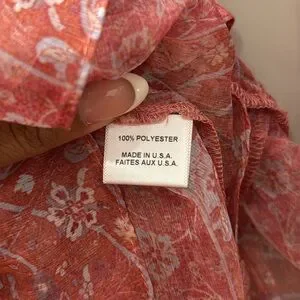 100% POLYESTER
MADE IN U.S.A.
FAITES AUX U.S.A.